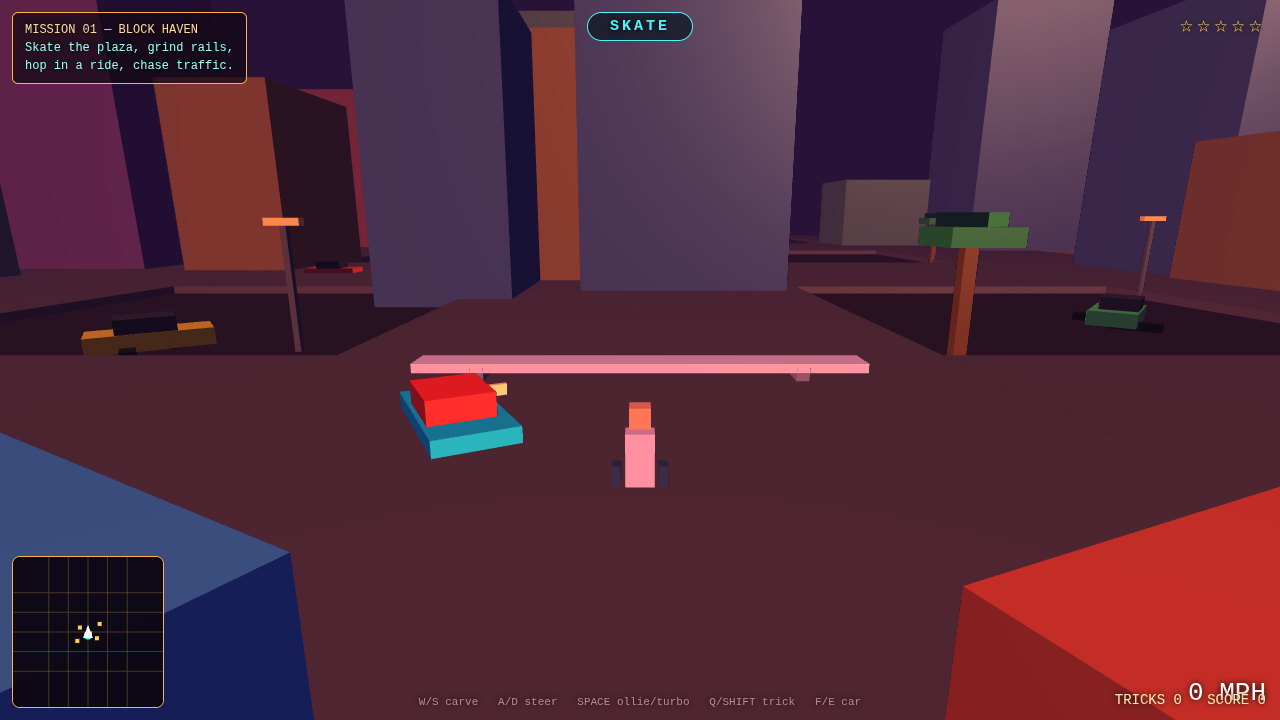 MISSION 01 — BLOCK HAVEN
Skate the plaza, grind rails,
hop in a ride, chase traffic.
SKATE
☆☆☆☆☆
W/S carve A/D steer SPACE ollie/turbo Q/SHIFT trick F/E car
0 MPH
TRICKS 0 SCORE 0